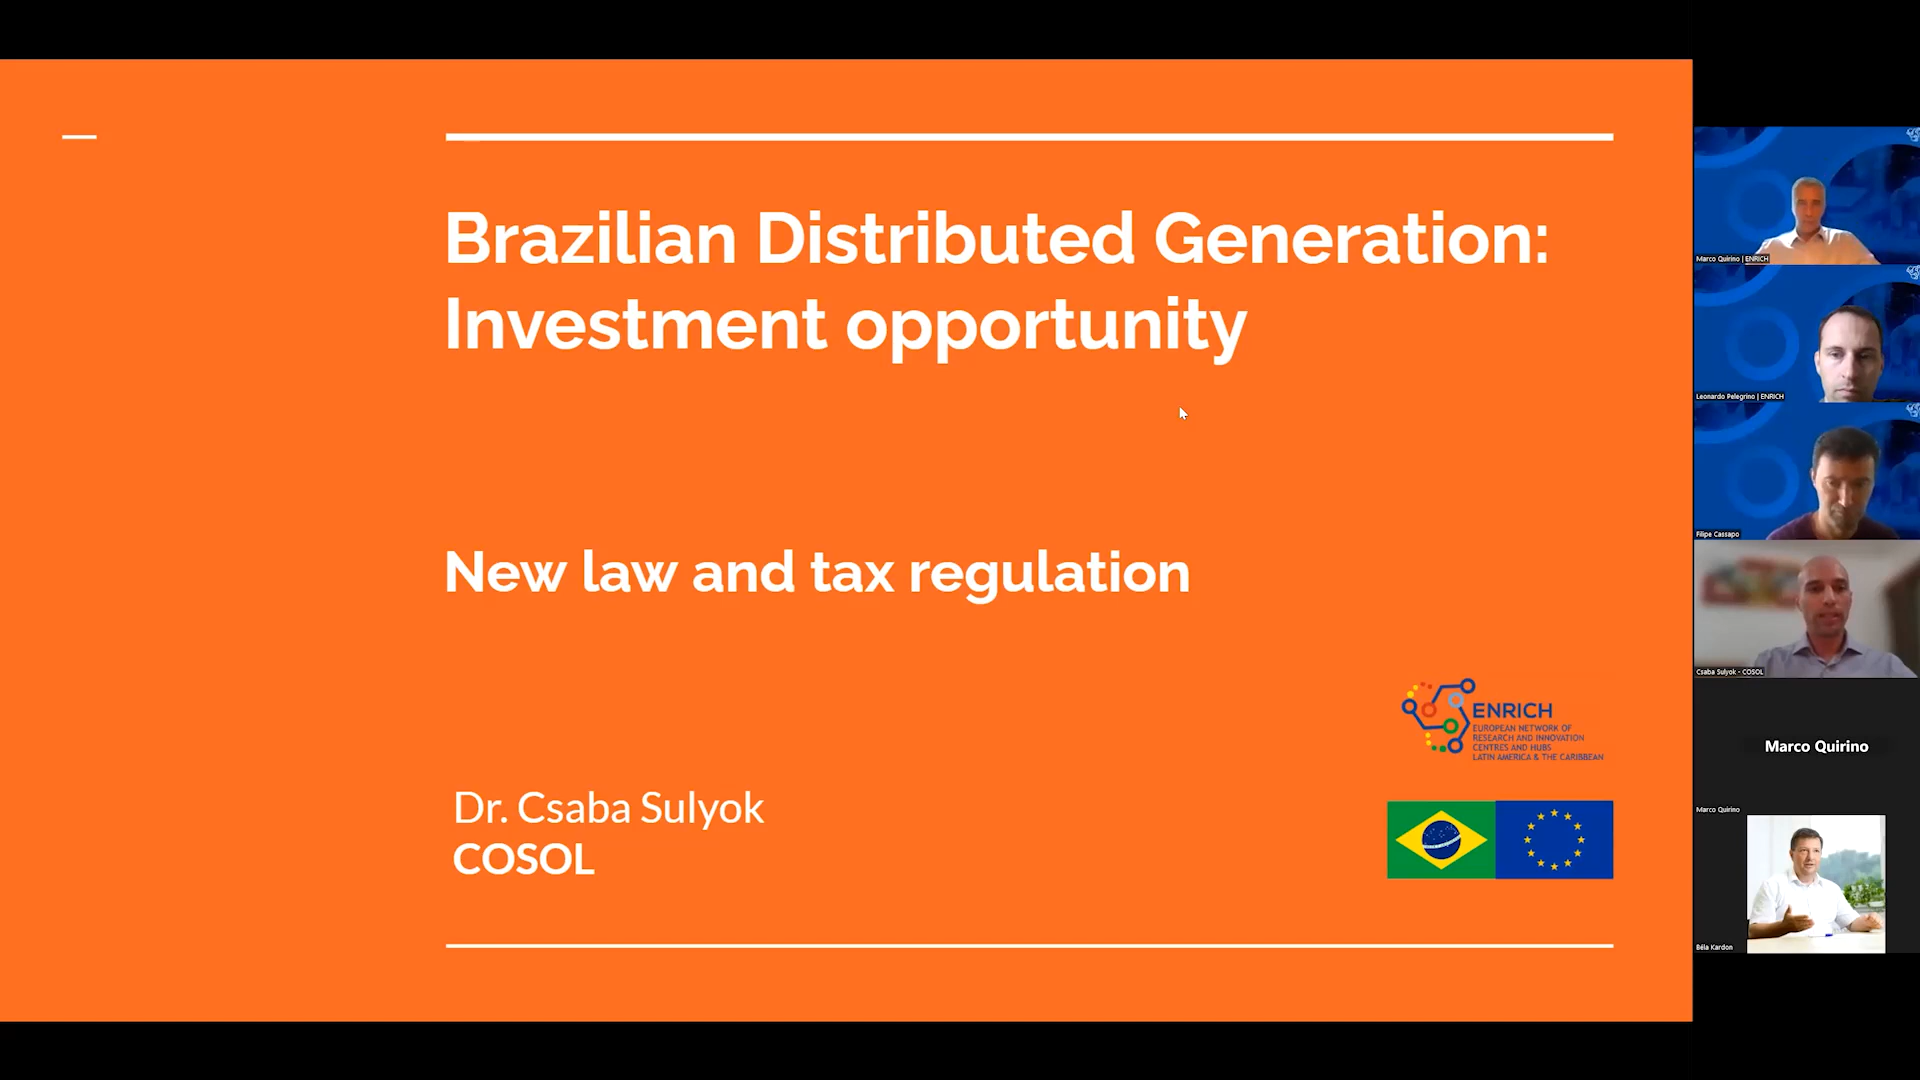 Brazilian Distributed Generation:
Investment opportunity
New law and tax regulation
ENRICH
EUROPEAN NETWORK OF
RESEARCH AND INNOVATION
CENTRES AND HUBS
LATIN AMERICA & THE CARIBBEAN
Dr. Csaba Sulyok
COSOL
Marco Quirino | ENRICH
Leonardo Pelegrino | ENRICH
Filipe Cassapo
Csaba Sulyok - COSOL
Marco Quirino
Marco Quirino
Béla Kardon